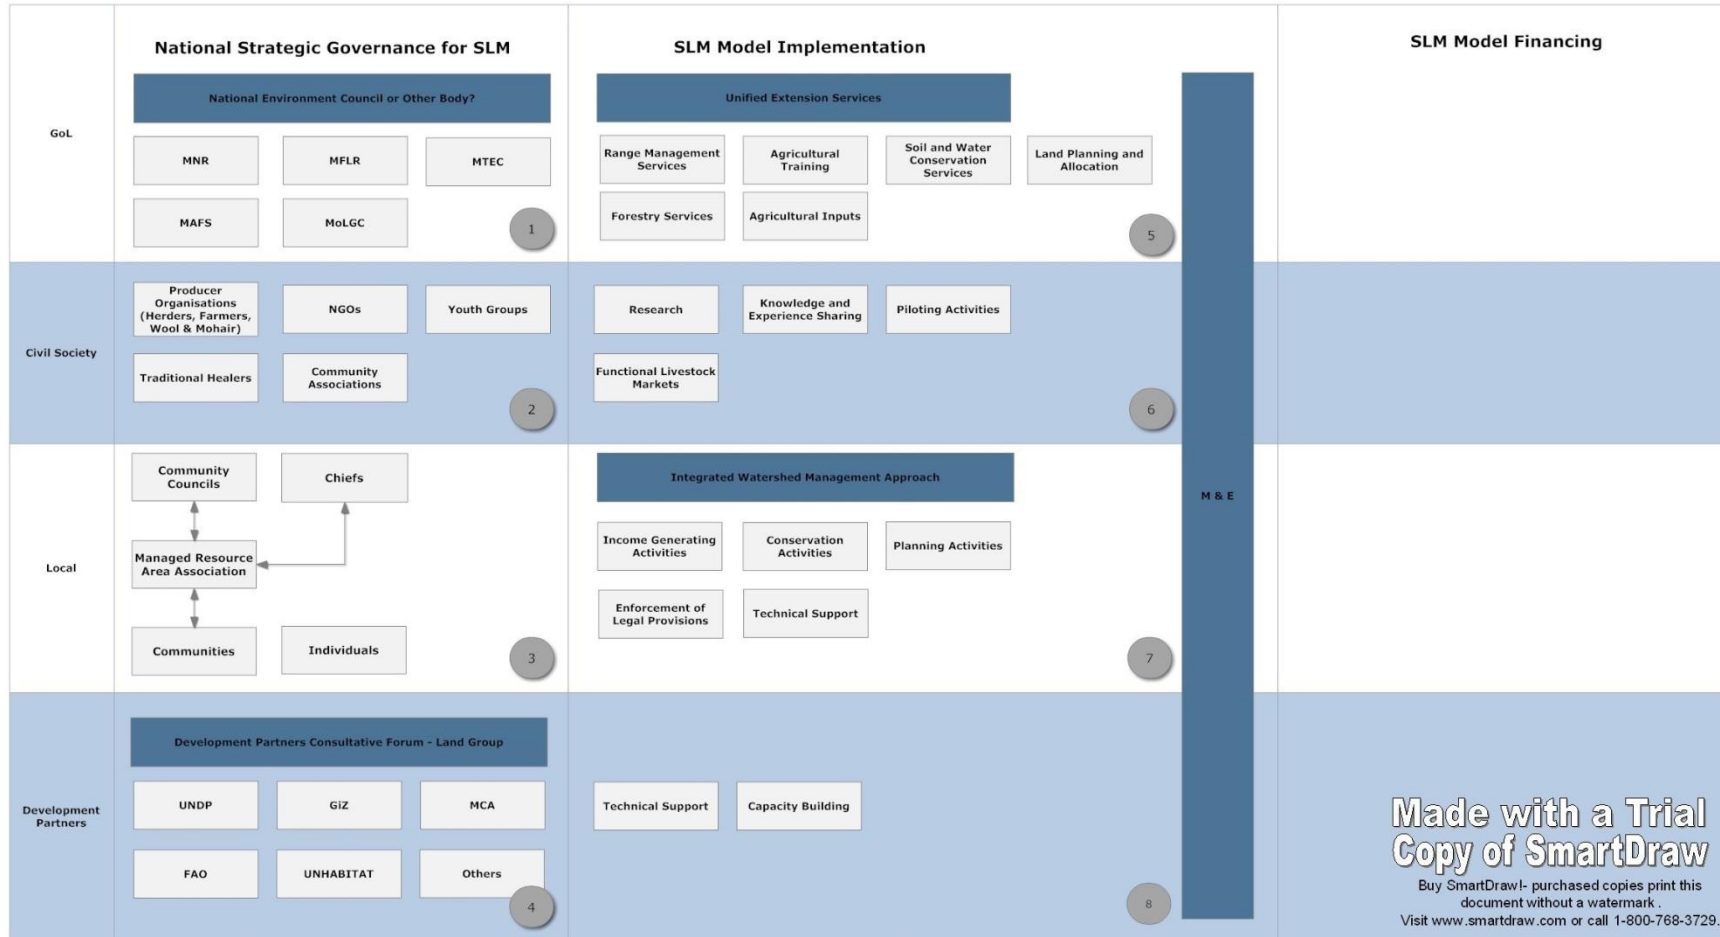 National Strategic Governance for SLM
SLM Model Implementation
SLM Model Financing
GoL
National Environment Council or Other Body?
MNR
MFLR
MTEC
MAFS
MoLGC
1
Unified Extension Services
Range Management
Services
Agricultural
Training
Soil and Water
Conservation
Services
Land Planning and
Allocation
Forestry Services
Agricultural Inputs
5
Civil Society
Producer
Organisations
(Herders, Farmers,
Wool & Mohair)
NGOs
Youth Groups
Traditional Healers
Community
Associations
2
Research
Knowledge and
Experience Sharing
Piloting Activities
Functional Livestock
Markets
6
Local
Community
Councils
Chiefs
Managed Resource
Area Association
Communities
Individuals
3
Integrated Watershed Management Approach
Income Generating
Activities
Conservation
Activities
Planning Activities
Enforcement of
Legal Provisions
Technical Support
7
M & E
Development
Partners
Development Partners Consultative Forum - Land Group
UNDP
GiZ
MCA
FAO
UNHABITAT
Others
4
Technical Support
Capacity Building
8
Made with a Trial
Copy of SmartDraw
Buy SmartDraw!- purchased copies print this
document without a watermark .
Visit www.smartdraw.com or call 1-800-768-3729.